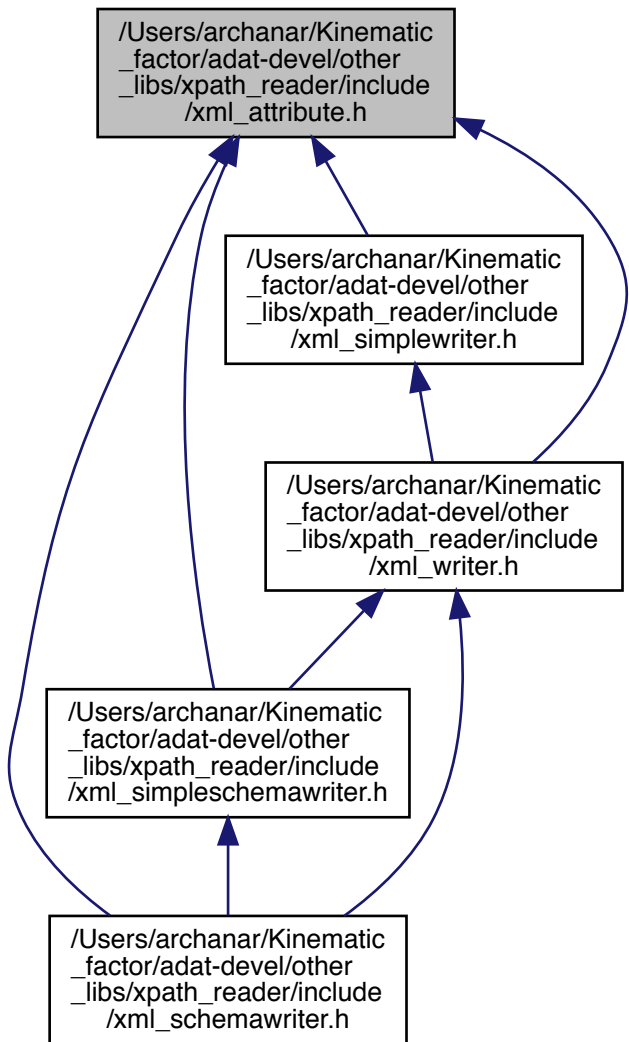 /Users/archanar/Kinematic
_factor/adat-devel/other
_libs/xpath_reader/include
/xml_attribute.h
/Users/archanar/Kinematic
_factor/adat-devel/other
_libs/xpath_reader/include
/xml_simplewriter.h
/Users/archanar/Kinematic
_factor/adat-devel/other
_libs/xpath_reader/include
/xml_writer.h
/Users/archanar/Kinematic
_factor/adat-devel/other
_libs/xpath_reader/include
/xml_simpleschemawriter.h
/Users/archanar/Kinematic
_factor/adat-devel/other
_libs/xpath_reader/include
/xml_schemawriter.h